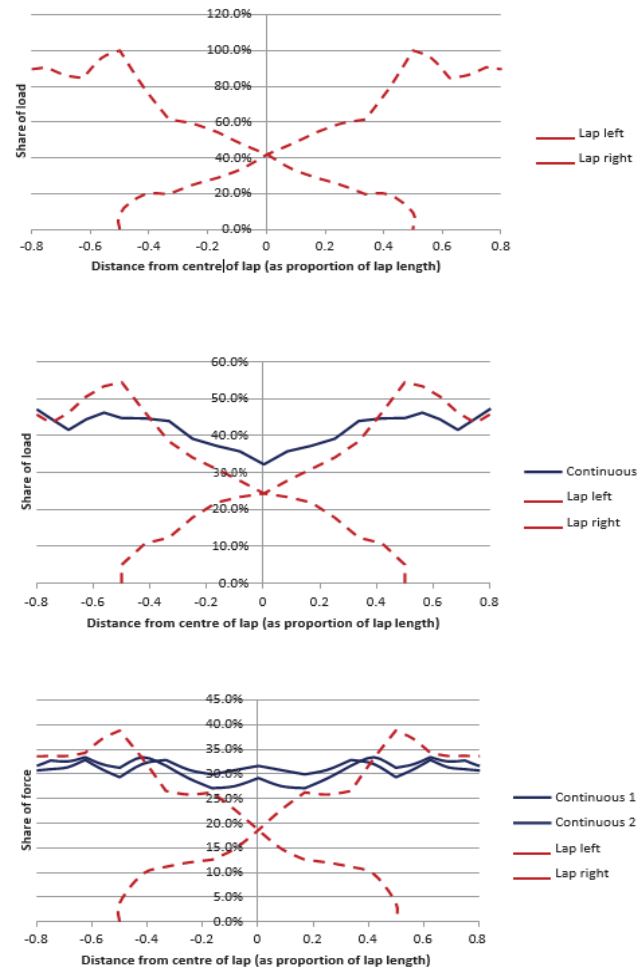 120.0%
100.0%
80.0%
60.0%
40.0%
20.0%
0.0%
Share of load
-0.8 -0.6 -0.4 -0.2 0 0.2 0.4 0.6 0.8
Distance from centre of lap (as proportion of lap length)
Lap left
Lap right
60.0%
50.0%
40.0%
30.0%
20.0%
10.0%
0.0%
Share of load
-0.8 -0.6 -0.4 -0.2 0 0.2 0.4 0.6 0.8
Distance from centre of lap (as proportion of lap length)
Continuous
Lap left
Lap right
45.0%
40.0%
35.0%
30.0%
25.0%
20.0%
15.0%
10.0%
5.0%
0.0%
Share of force
-0.8 -0.6 -0.4 -0.2 0 0.2 0.4 0.6 0.8
Distance from centre of lap (as proportion of lap length)
Continuous 1
Continuous 2
Lap left
Lap right